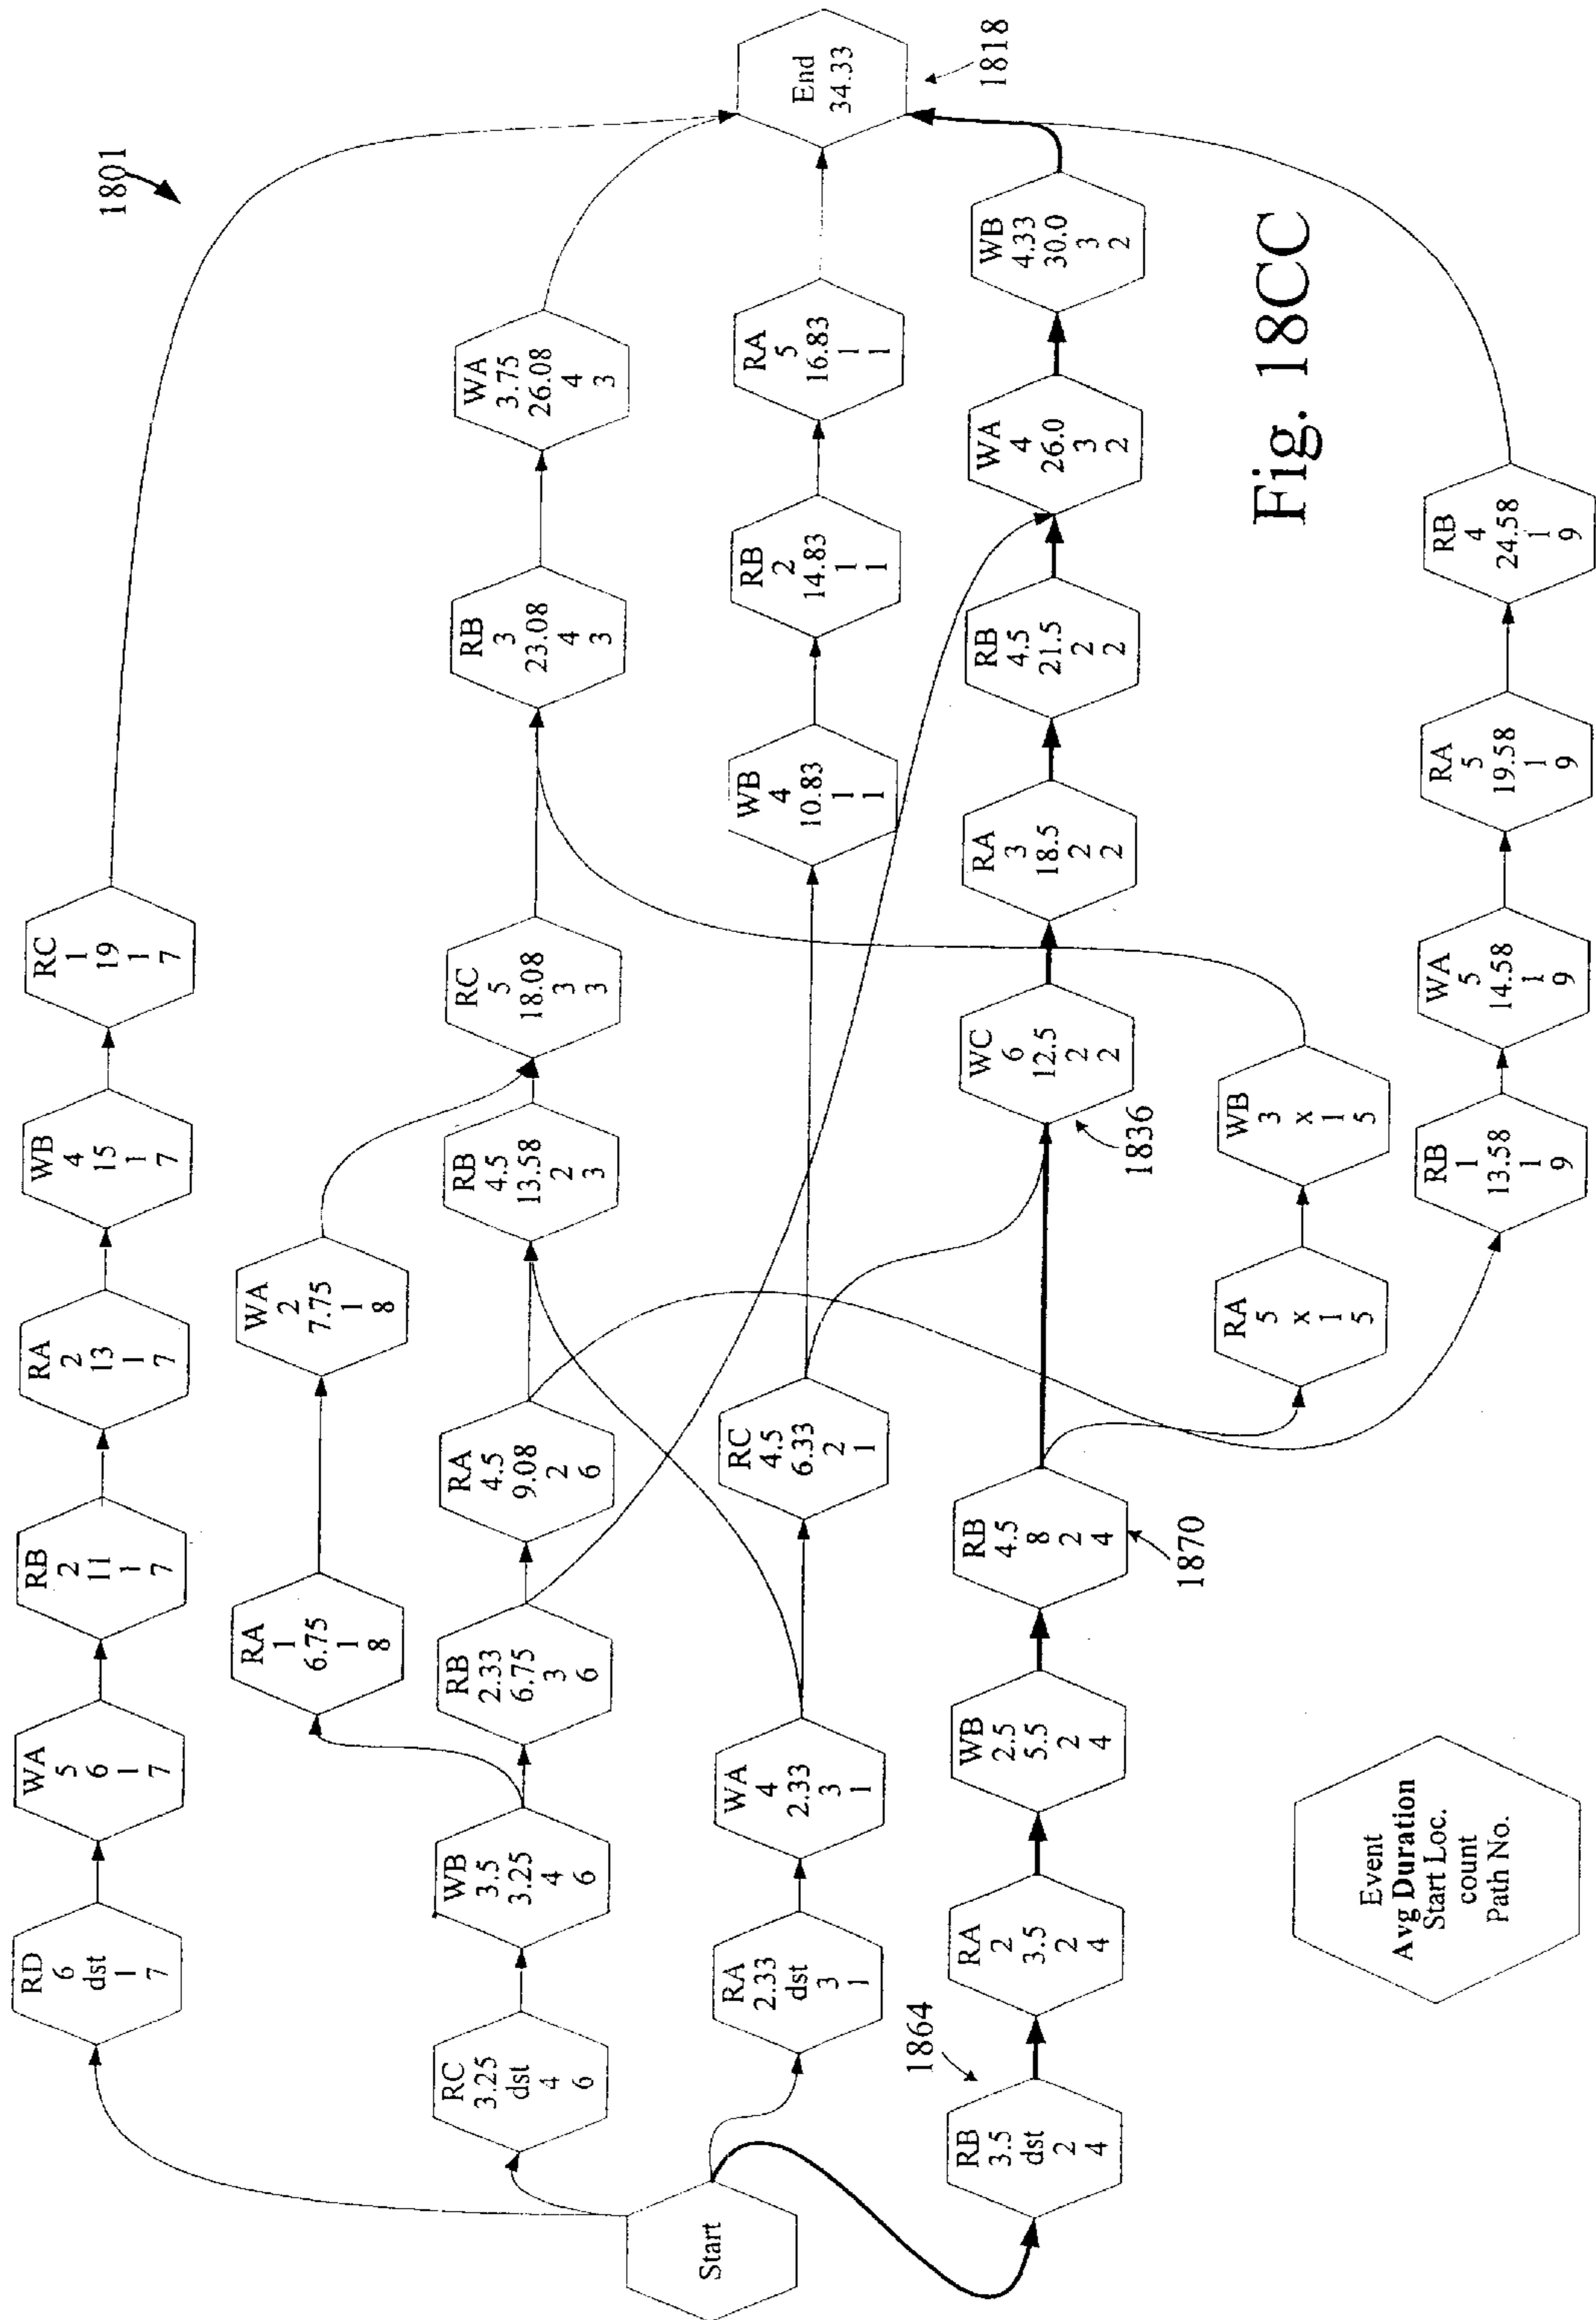 1801
RD
6
dst
1
7
WA
5
6
1
7
RB
2
11
1
7
RA
2
13
1
7
WB
4
15
1
7
RC
1
19
1
7
RA
1
6.75
1
8
WA
2
7.75
1
8
RC
3.25
dst
4
6
WB
3.5
3.25
4
6
RB
2.33
6.75
3
6
RA
4.5
9.08
2
6
RB
4.5
13.58
2
3
RC
5
18.08
3
3
RB
3
23.08
4
3
WA
3.75
26.08
4
3
Start
RA
2.33
dst
3
1
WA
4
2.33
3
1
RC
4.5
6.33
2
1
WB
4
10.83
1
1
RB
2
14.83
1
1
RA
5
16.83
1
1
End
34.33
1818
1864
RB
3.5
dst
2
4
RA
2
3.5
2
4
WB
2.5
5.5
2
4
RB
4.5
8
2
4
1870
WC
6
12.5
2
2
1836
RA
3
18.5
2
2
RB
4.5
21.5
2
2
WA
4
26.0
3
2
WB
4.33
30.0
3
2
RA
5
x
1
5
WB
3
x
1
5
RB
1
13.58
1
9
WA
5
14.58
1
9
RA
5
19.58
1
9
RB
4
24.58
1
9
Event
Avg Duration
Start Loc.
count
Path No.
Fig. 18CC